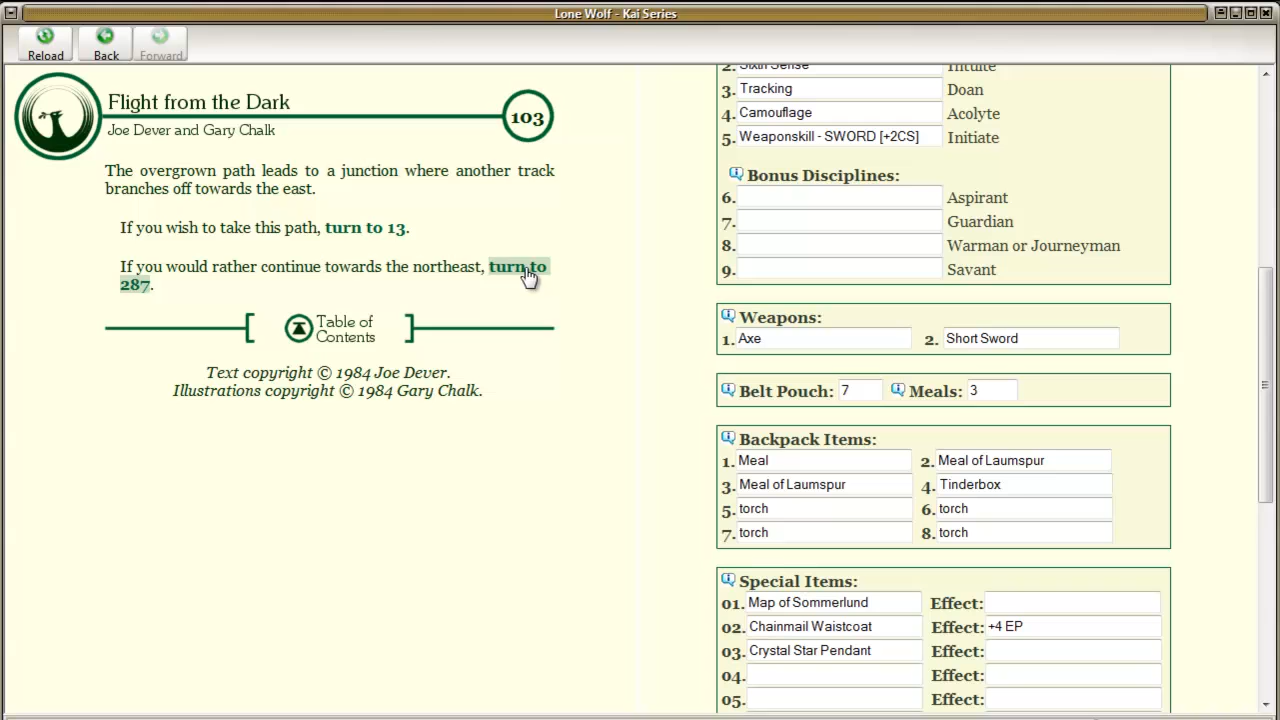 Lone Wolf - Kai Series
Reload Back Forward
Flight from the Dark
Joe Dever and Gary Chalk
103
The overgrown path leads to a junction where another track
branches off towards the east.
If you wish to take this path, turn to 13.
If you would rather continue towards the northeast, turn to
287.
Table of
Contents
Text copyright © 1984 Joe Dever.
Illustrations copyright © 1984 Gary Chalk.
2. Sixth Sense Intuite
3. Tracking Doan
4. Camouflage Acolyte
5. Weaponskill - SWORD [+2CS] Initiate
Bonus Disciplines:
6. Aspirant
7. Guardian
8. Warman or Journeyman
9. Savant
Weapons:
1. Axe 2. Short Sword
Belt Pouch: 7 Meals: 3
Backpack Items:
1. Meal 2. Meal of Laumspur
3. Meal of Laumspur 4. Tinderbox
5. torch 6. torch
7. torch 8. torch
Special Items:
01. Map of Sommerlund Effect:
02. Chainmail Waistcoat Effect: +4 EP
03. Crystal Star Pendant Effect:
04. Effect:
05. Effect: